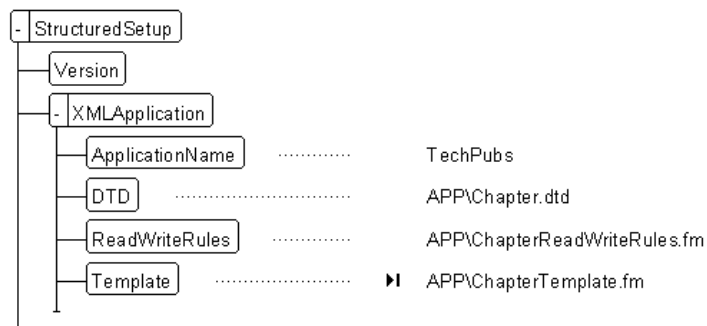 StructuredSetup
Version
XMLApplication
ApplicationName TechPubs
DTD APP\Chapter.dtd
ReadWriteRules APP\ChapterReadWriteRules.fm
Template APP\ChapterTemplate.fm